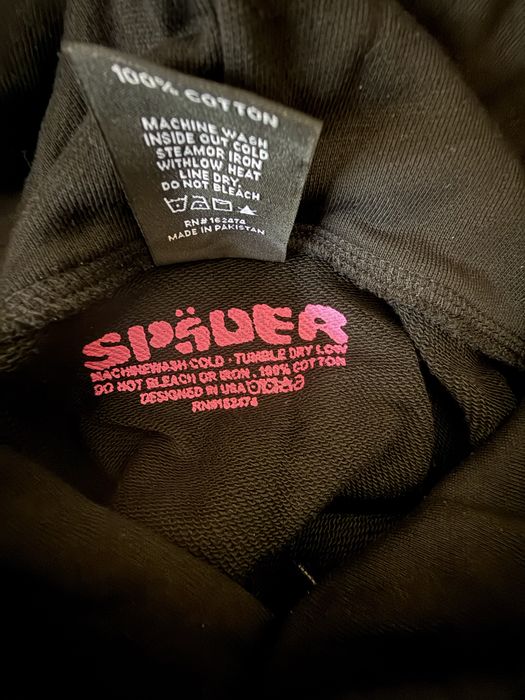 100% COTTON
MACHINE WASH
INSIDE OUT COLD
STEAMOR IRON
WITHLOW HEAT
LINE DRY.
DO NOT BLEACH
RN# 162474
MADE IN PAKISTAN
SP5DER
MACHINEWASH COLD · TUMBLE DRY LOW
DO NOT BLEACH OR IRON · 100% COTTON
DESIGNED IN USA
RN#162474